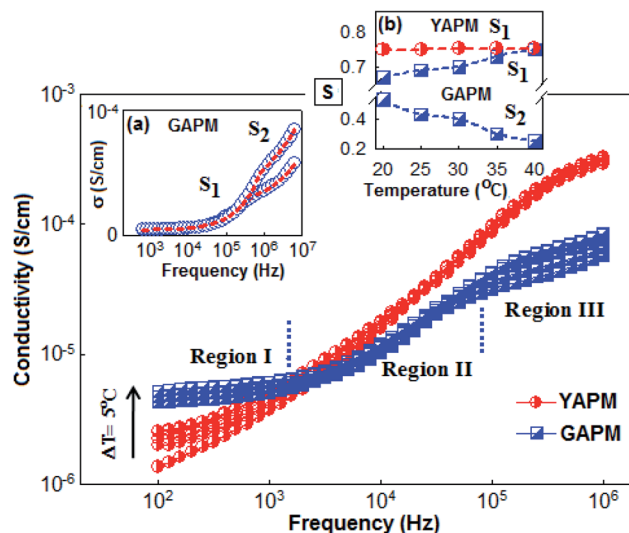 (b) YAPM S₁
0.75
0.7
S₁
S
GAPM S₂
0.4
0.2
20 25 30 35 40
Temperature (⁰C)
10⁻⁴
(a) GAPM
S₂
S₁
σ (S/cm)
0
10³ 10⁴ 10⁵ 10⁶ 10⁷
Frequency (Hz)
10⁻³
10⁻⁴
10⁻⁵
10⁻⁶
Conductivity (S/cm)
Region I
Region II
Region III
ΔT= 5⁰C
YAPM
GAPM
10² 10³ 10⁴ 10⁵ 10⁶
Frequency (Hz)